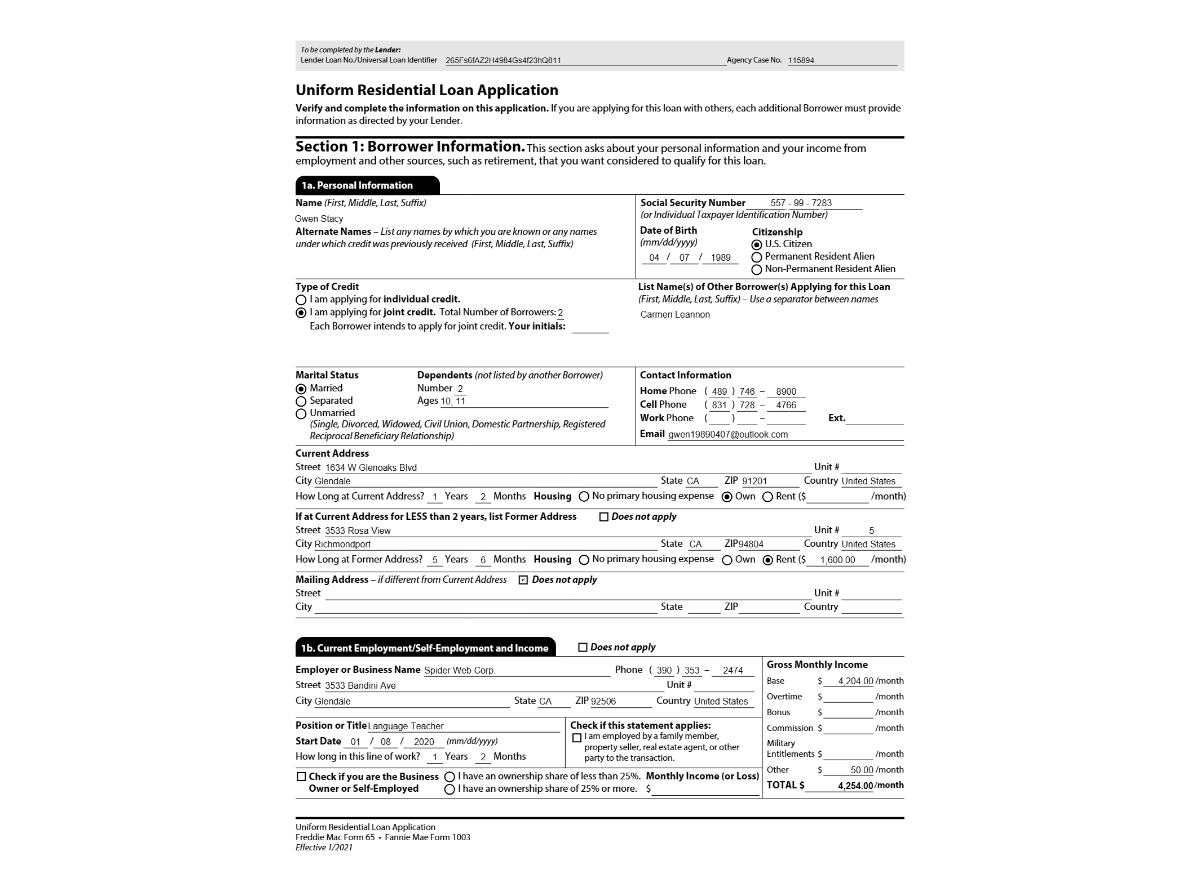 To be completed by the Lender:
Lender Loan No./Universal Loan Identifier 265Fs6fAZ2H4984Gs4f23hQ811 Agency Case No. 115894
Uniform Residential Loan Application
Verify and complete the information on this application. If you are applying for this loan with others, each additional Borrower must provide
information as directed by your Lender.
Section 1: Borrower Information. This section asks about your personal information and your income from
employment and other sources, such as retirement, that you want considered to qualify for this loan.
1a. Personal Information
Name (First, Middle, Last, Suffix)
Gwen Stacy
Alternate Names – List any names by which you are known or any names
under which credit was previously received (First, Middle, Last, Suffix)
Social Security Number 557 - 99 - 7283
(or Individual Taxpayer Identification Number)
Date of Birth
(mm/dd/yyyy)
04 / 07 / 1989
Citizenship
U.S. Citizen
Permanent Resident Alien
Non-Permanent Resident Alien
Type of Credit
I am applying for individual credit.
I am applying for joint credit. Total Number of Borrowers: 2
Each Borrower intends to apply for joint credit. Your initials:
List Name(s) of Other Borrower(s) Applying for this Loan
(First, Middle, Last, Suffix) – Use a separator between names
Carmen Leannon
Marital Status
Married
Separated
Unmarried
(Single, Divorced, Widowed, Civil Union, Domestic Partnership, Registered
Reciprocal Beneficiary Relationship)
Dependents (not listed by another Borrower)
Number 2
Ages 10, 11
Contact Information
Home Phone ( 489 ) 746 – 8900
Cell Phone ( 831 ) 728 – 4766
Work Phone ( ) – Ext.
Email gwen19890407@outlook.com
Current Address
Street 1634 W Glenoaks Blvd Unit #
City Glendale State CA ZIP 91201 Country United States
How Long at Current Address? 1 Years 2 Months Housing No primary housing expense Own Rent ($ /month)
If at Current Address for LESS than 2 years, list Former Address Does not apply
Street 3533 Rosa View Unit # 5
City Richmondport State CA ZIP 94804 Country United States
How Long at Former Address? 5 Years 6 Months Housing No primary housing expense Own Rent ($ 1,600.00 /month)
Mailing Address – if different from Current Address Does not apply
Street Unit #
City State ZIP Country
1b. Current Employment/Self-Employment and Income Does not apply
Employer or Business Name Spider Web Corp. Phone ( 390 ) 353 – 2474
Street 3533 Bandini Ave Unit #
City Glendale State CA ZIP 92506 Country United States
Position or Title Language Teacher
Start Date 01 / 08 / 2020 (mm/dd/yyyy)
How long in this line of work? 1 Years 2 Months
Check if this statement applies:
I am employed by a family member,
property seller, real estate agent, or other
party to the transaction.
Check if you are the Business
Owner or Self-Employed
I have an ownership share of less than 25%.
I have an ownership share of 25% or more.
Monthly Income (or Loss)
$
Gross Monthly Income
Base $ 4,204.00 /month
Overtime $ /month
Bonus $ /month
Commission $ /month
Military
Entitlements $ /month
Other $ 50.00 /month
TOTAL $ 4,254.00 /month
Uniform Residential Loan Application
Freddie Mac Form 65 • Fannie Mae Form 1003
Effective 1/2021